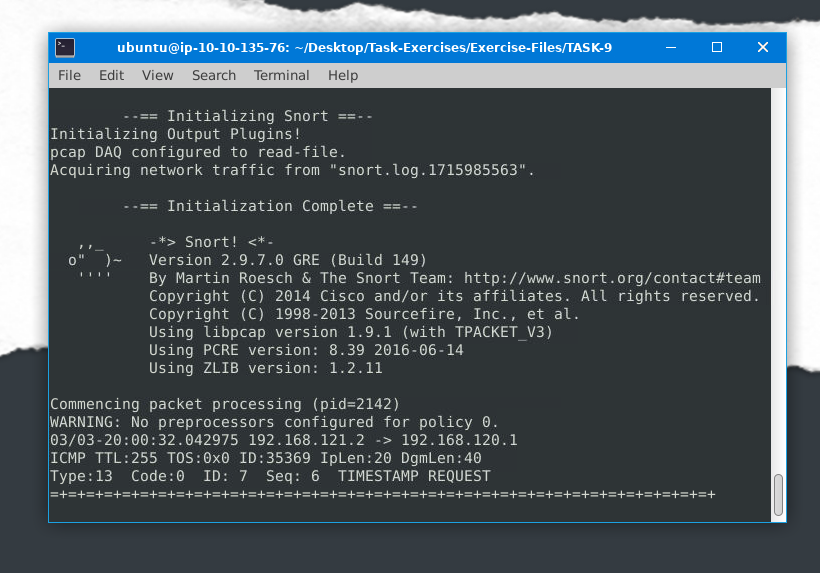 ubuntu@ip-10-10-135-76: ~/Desktop/Task-Exercises/Exercise-Files/TASK-9
File Edit View Search Terminal Help
--== Initializing Snort ==--
Initializing Output Plugins!
pcap DAQ configured to read-file.
Acquiring network traffic from "snort.log.1715985563".
--== Initialization Complete ==--
,,_ -*> Snort! <*-
o" )~ Version 2.9.7.0 GRE (Build 149)
'''' By Martin Roesch & The Snort Team: http://www.snort.org/contact#team
Copyright (C) 2014 Cisco and/or its affiliates. All rights reserved.
Copyright (C) 1998-2013 Sourcefire, Inc., et al.
Using libpcap version 1.9.1 (with TPACKET_V3)
Using PCRE version: 8.39 2016-06-14
Using ZLIB version: 1.2.11
Commencing packet processing (pid=2142)
WARNING: No preprocessors configured for policy 0.
03/03-20:00:32.042975 192.168.121.2 -> 192.168.120.1
ICMP TTL:255 TOS:0x0 ID:35369 IpLen:20 DgmLen:40
Type:13 Code:0 ID: 7 Seq: 6 TIMESTAMP REQUEST
=+=+=+=+=+=+=+=+=+=+=+=+=+=+=+=+=+=+=+=+=+=+=+=+=+=+=+=+=+=+=+=+=+=+=+=+=+